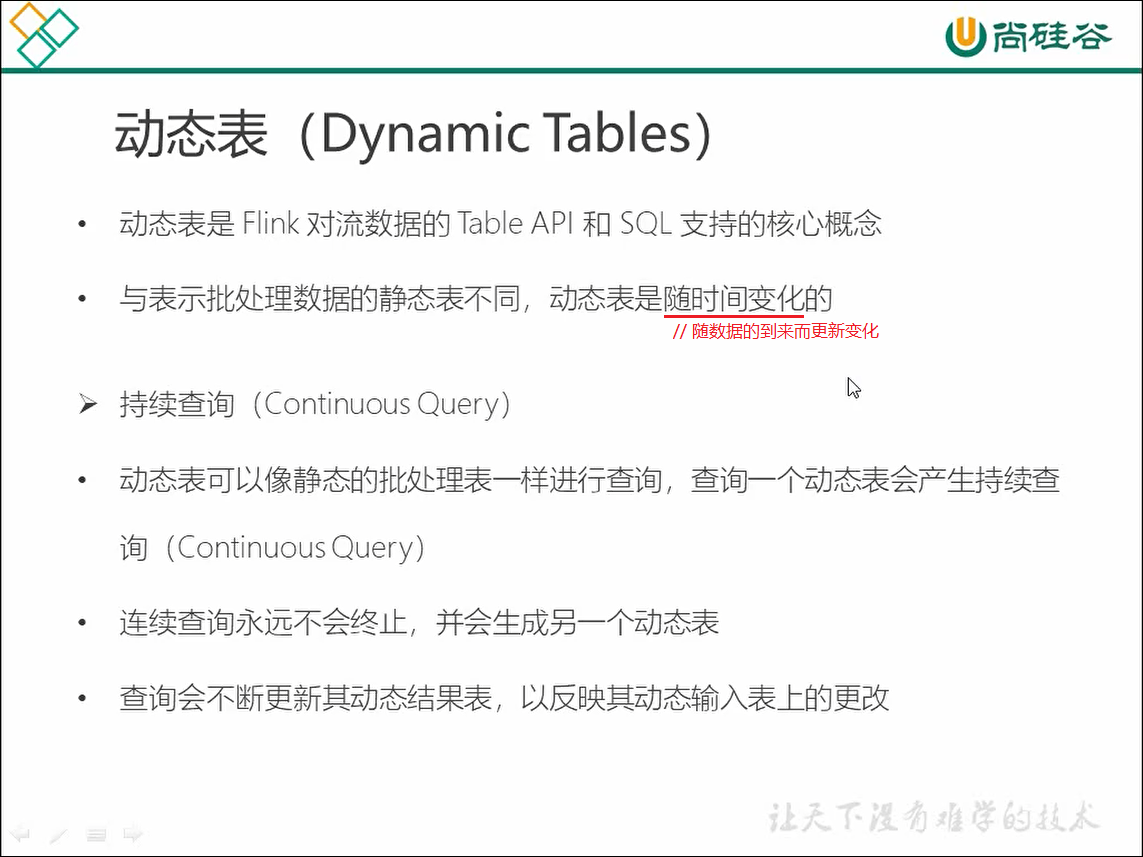 尚硅谷
动态表（Dynamic Tables）
• 动态表是 Flink 对流数据的 Table API 和 SQL 支持的核心概念
• 与表示批处理数据的静态表不同，动态表是随时间变化的
// 随数据的到来而更新变化
➢ 持续查询（Continuous Query）
• 动态表可以像静态的批处理表一样进行查询，查询一个动态表会产生持续查
询（Continuous Query）
• 连续查询永远不会终止，并会生成另一个动态表
• 查询会不断更新其动态结果表，以反映其动态输入表上的更改
让天下没有难学的技术